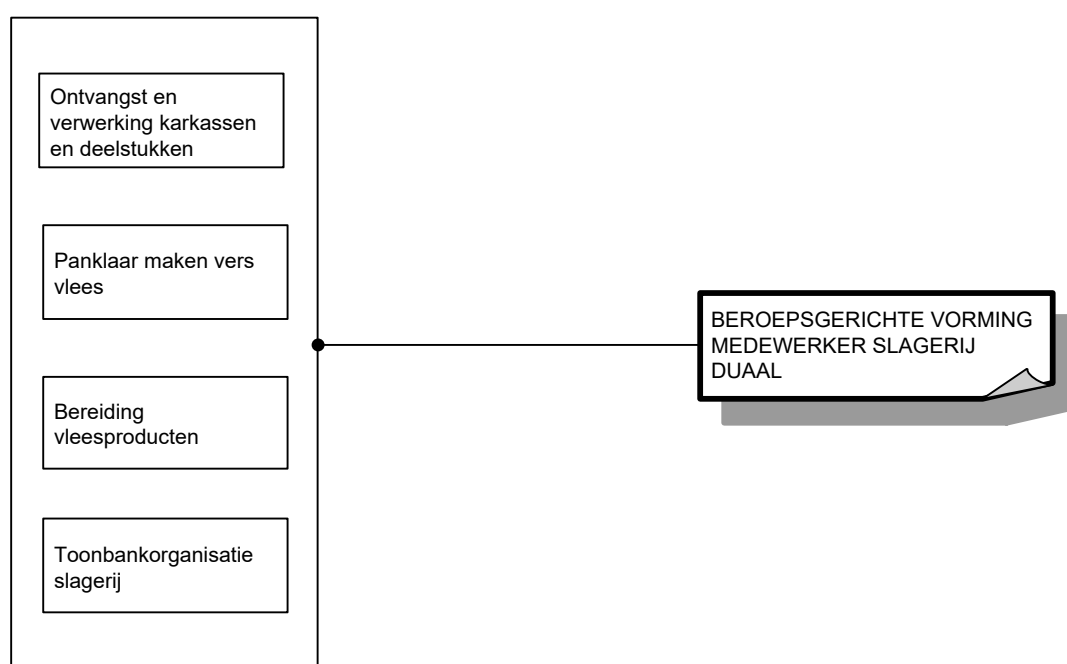 Ontvangst en
verwerking karkassen
en deelstukken
Panklaar maken vers
vlees
Bereiding
vleesproducten
Toonbankorganisatie
slagerij
BEROEPSGERICHTE VORMING
MEDEWERKER SLAGERIJ
DUAAL